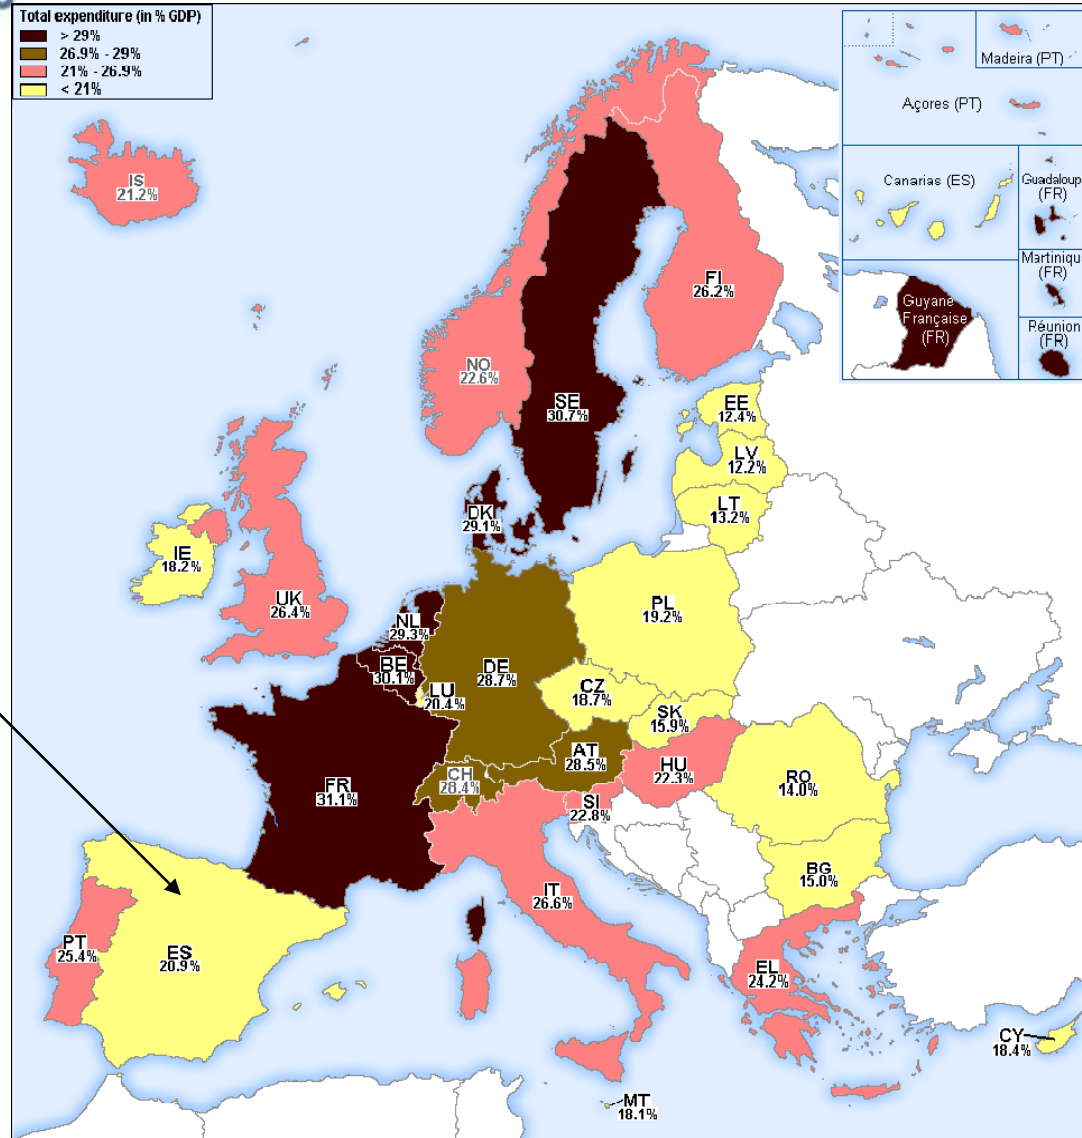 Total expenditure (in % GDP)
> 29%
26.9% - 29%
21% - 26.9%
< 21%
Madeira (PT)
Açores (PT)
Canarias (ES)
Guadaloup
(FR)
Martinique
(FR)
Guyane
Française
(FR)
Réunion
(FR)
IS
21.2%
FI
26.2%
NO
22.6%
SE
30.7%
EE
12.4%
LV
12.2%
LT
13.2%
DK
29.1%
IE
18.2%
UK
26.4%
NL
29.3%
PL
19.2%
BE
30.1%
DE
28.7%
LU
20.4%
CZ
18.7%
SK
15.9%
AT
28.5%
HU
22.3%
CH
28.4%
RO
14.0%
FR
31.1%
SI
22.8%
BG
15.0%
IT
26.6%
PT
25.4%
ES
20.9%
EL
24.2%
CY
18.4%
MT
18.1%